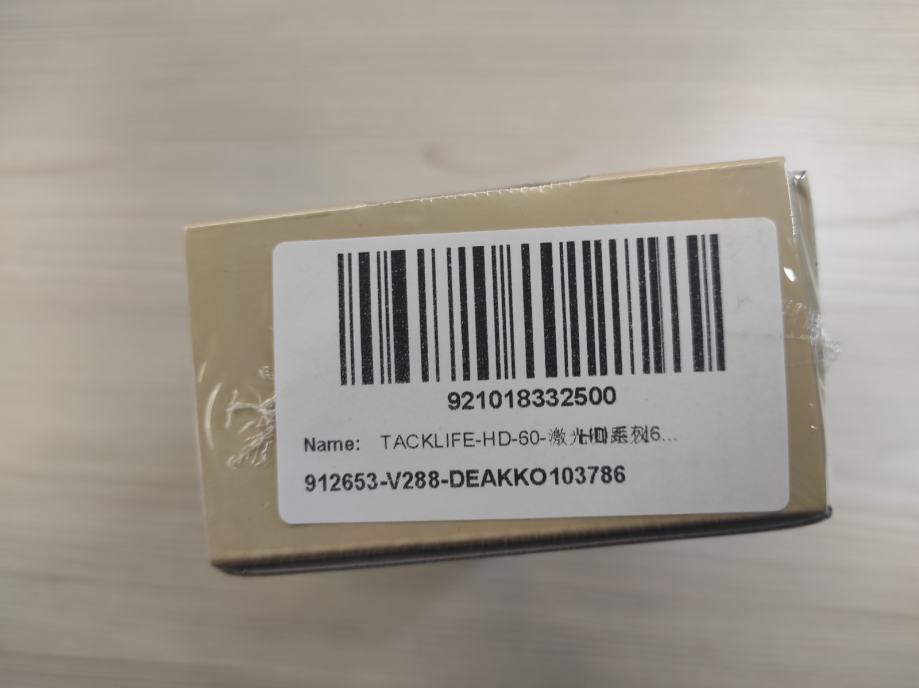 921018332500
Name: TACKLIFE-HD-60-激光 HD系列6...
912653-V288-DEAKKO103786